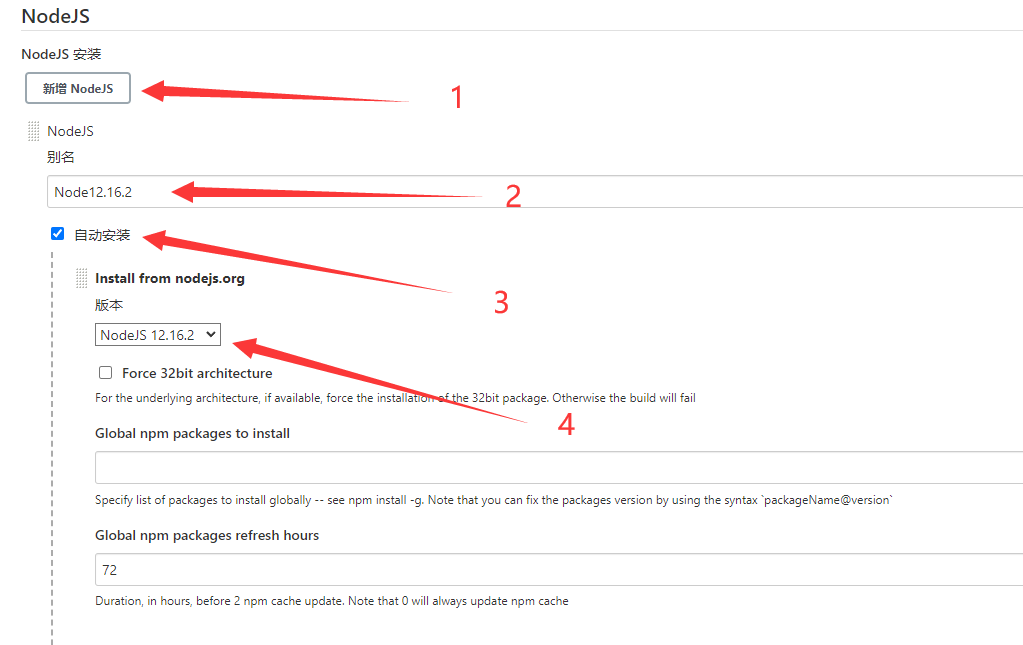 NodeJS
NodeJS 安装
新增 NodeJS
1
NodeJS
别名
Node12.16.2
2
自动安装
Install from nodejs.org
3
版本
NodeJS 12.16.2
Force 32bit architecture
For the underlying architecture, if available, force the installation of the 32bit package. Otherwise the build will fail
4
Global npm packages to install
Specify list of packages to install globally -- see npm install -g. Note that you can fix the packages version by using the syntax `packageName@version`
Global npm packages refresh hours
72
Duration, in hours, before 2 npm cache update. Note that 0 will always update npm cache